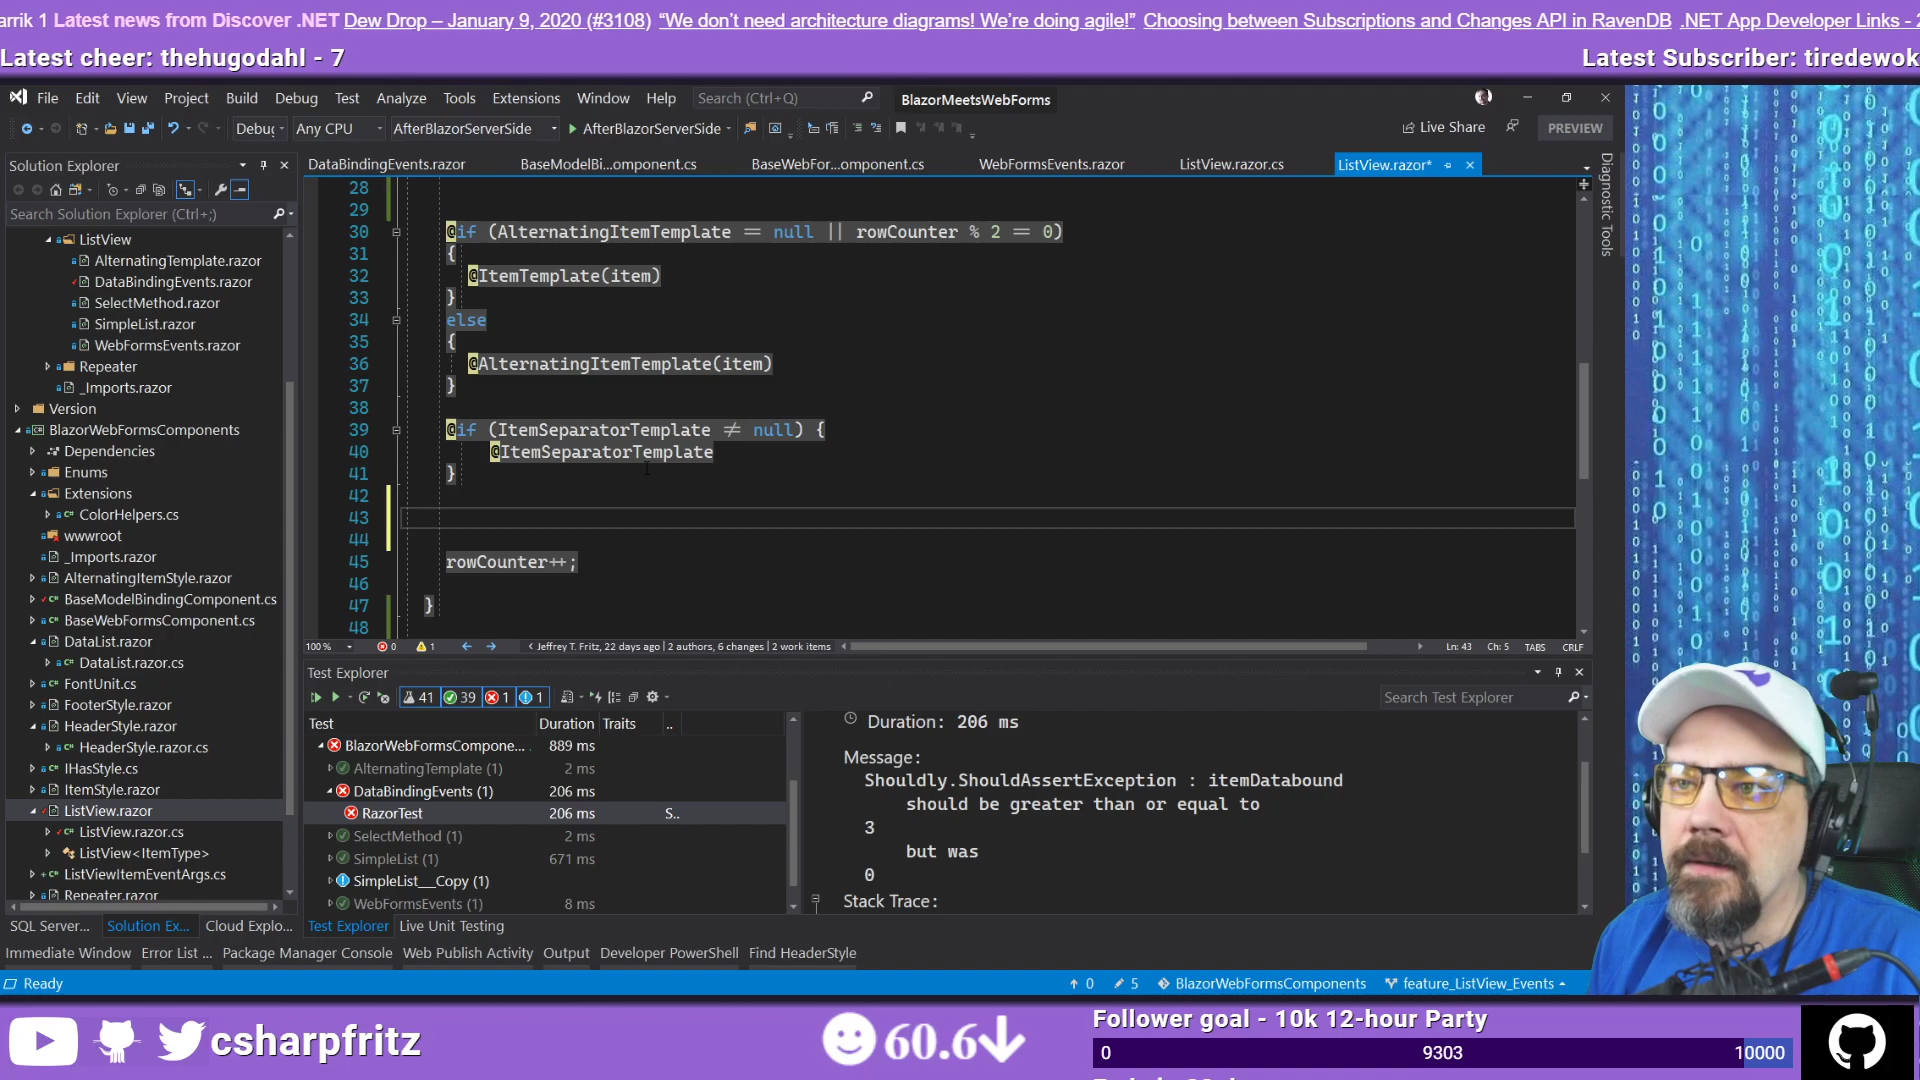 arrik 1 Latest news from Discover .NET Dew Drop – January 9, 2020 (#3108) “We don’t need architecture diagrams! We’re doing agile!” Choosing between Subscriptions and Changes API in RavenDB .NET App Developer Links - 2
Latest cheer: thehugodahl - 7
Latest Subscriber: tiredewok
File Edit View Project Build Debug Test Analyze Tools Extensions Window Help Search (Ctrl+Q) BlazorMeetsWebForms
Debug Any CPU AfterBlazorServerSide AfterBlazorServerSide Live Share PREVIEW
Solution Explorer
Search Solution Explorer (Ctrl+;)
ListView
AlternatingTemplate.razor
DataBindingEvents.razor
SelectMethod.razor
SimpleList.razor
WebFormsEvents.razor
Repeater
_Imports.razor
Version
BlazorWebFormsComponents
Dependencies
Enums
Extensions
ColorHelpers.cs
wwwroot
_Imports.razor
AlternatingItemStyle.razor
BaseModelBindingComponent.cs
BaseWebFormsComponent.cs
DataList.razor
DataList.razor.cs
FontUnit.cs
FooterStyle.razor
HeaderStyle.razor
HeaderStyle.razor.cs
IHasStyle.cs
ItemStyle.razor
ListView.razor
ListView.razor.cs
ListView<ItemType>
ListViewItemEventArgs.cs
Repeater.razor
SQL Server... Solution Ex... Cloud Explo...
DataBindingEvents.razor BaseModelBi...omponent.cs BaseWebFor...omponent.cs WebFormsEvents.razor ListView.razor.cs ListView.razor*
Diagnostic Tools
28
29
30 @if (AlternatingItemTemplate == null || rowCounter % 2 == 0)
31 {
32 @ItemTemplate(item)
33 }
34 else
35 {
36 @AlternatingItemTemplate(item)
37 }
38
39 @if (ItemSeparatorTemplate ≠ null) {
40 @ItemSeparatorTemplate
41 }
42
43
44
45 rowCounter++;
46
47 }
48
100% 0 1 Jeffrey T. Fritz, 22 days ago | 2 authors, 6 changes | 2 work items Ln: 43 Ch: 5 TABS CRLF
Test Explorer
41 39 1 1 Search Test Explorer
Test Duration Traits ..
BlazorWebFormsCompone... 889 ms
AlternatingTemplate (1) 2 ms
DataBindingEvents (1) 206 ms
RazorTest 206 ms S..
SelectMethod (1) 2 ms
SimpleList (1) 671 ms
SimpleList__Copy (1)
WebFormsEvents (1) 8 ms
Duration: 206 ms
Message:
Shouldly.ShouldAssertException : itemDatabound
should be greater than or equal to
3
but was
0
Stack Trace:
Test Explorer Live Unit Testing
Immediate Window Error List ... Package Manager Console Web Publish Activity Output Developer PowerShell Find HeaderStyle
Ready 0 5 BlazorWebFormsComponents feature_ListView_Events
csharpfritz
60.6
Follower goal - 10k 12-hour Party
0 9303 10000